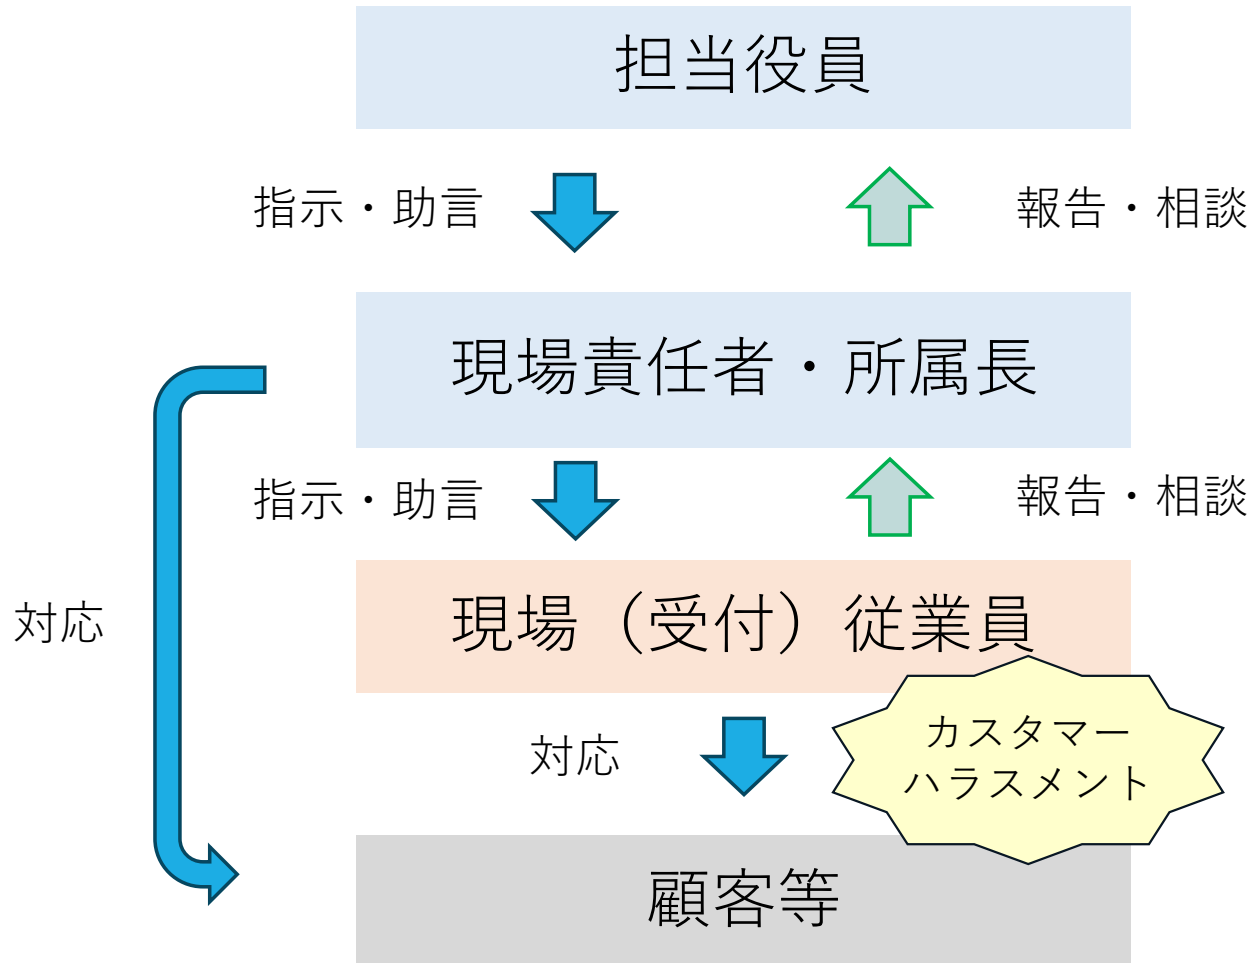 担当役員
指示・助言
報告・相談
現場責任者・所属長
指示・助言
報告・相談
対応
現場（受付）従業員
対応
カスタマー
ハラスメント
顧客等